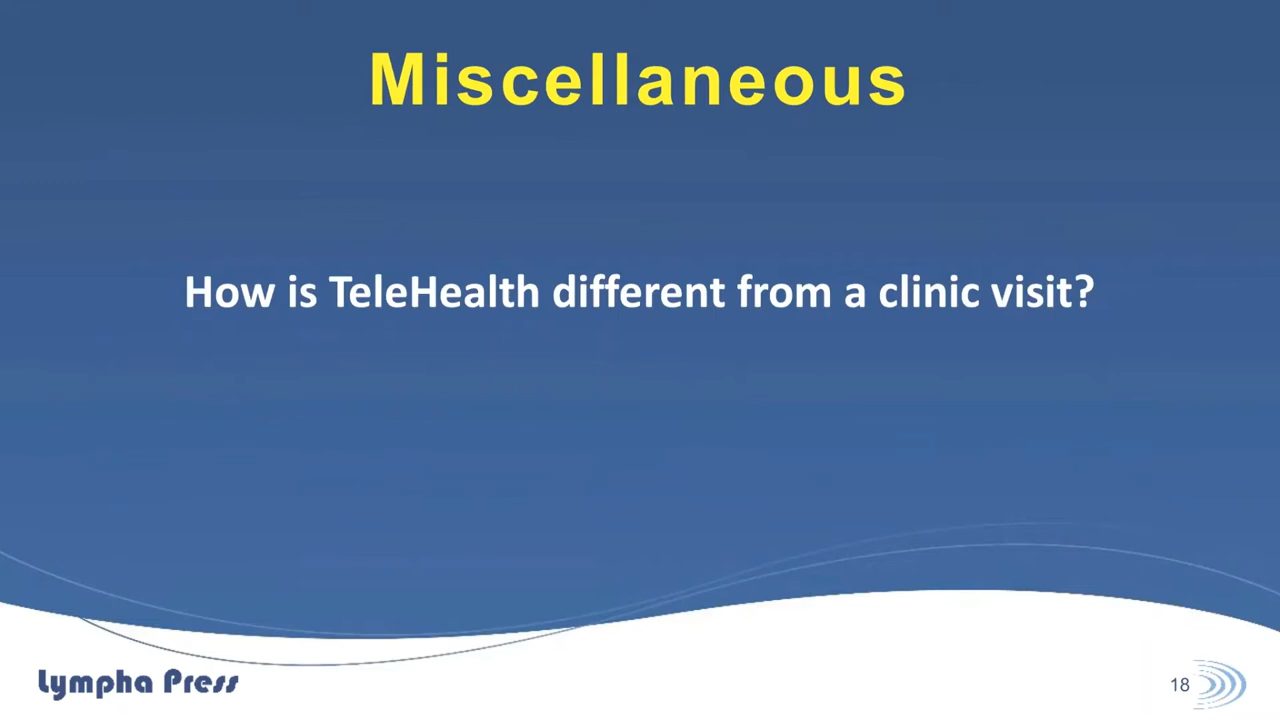 Miscellaneous
How is TeleHealth different from a clinic visit?
Lympha Press
18